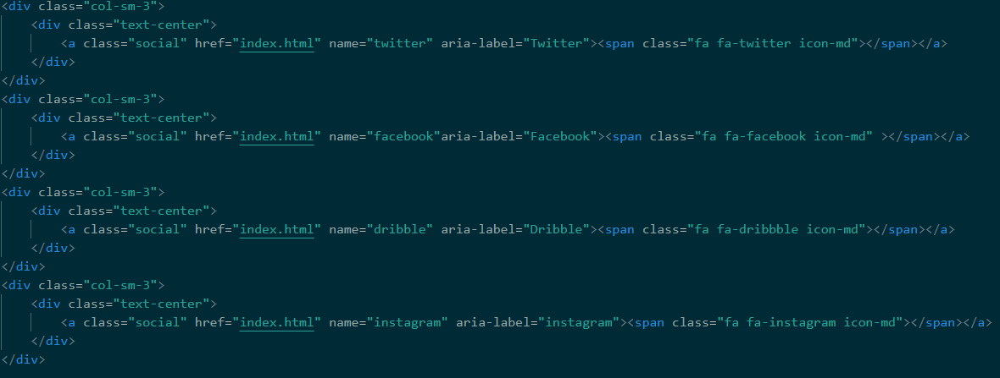 <div class="col-sm-3">
<div class="text-center">
<a class="social" href="index.html" name="twitter" aria-label="Twitter"><span class="fa fa-twitter icon-md"></span></a>
</div>
</div>
<div class="col-sm-3">
<div class="text-center">
<a class="social" href="index.html" name="facebook"aria-label="Facebook"><span class="fa fa-facebook icon-md" ></span></a>
</div>
</div>
<div class="col-sm-3">
<div class="text-center">
<a class="social" href="index.html" name="dribble" aria-label="Dribble"><span class="fa fa-dribbble icon-md"></span></a>
</div>
</div>
<div class="col-sm-3">
<div class="text-center">
<a class="social" href="index.html" name="instagram" aria-label="instagram"><span class="fa fa-instagram icon-md"></span></a>
</div>
</div>